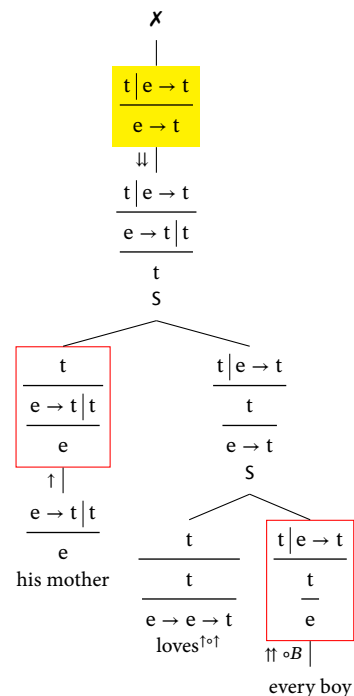 ✗
t | e → t
e → t
⇊
t | e → t
e → t | t
t
S
t
e → t | t
e
t | e → t
t
e → t
S
↑
e → t | t
e
his mother
t
t
e → e → t
loves↑∘↑
t | e → t
t
e
⇈ ∘B
every boy